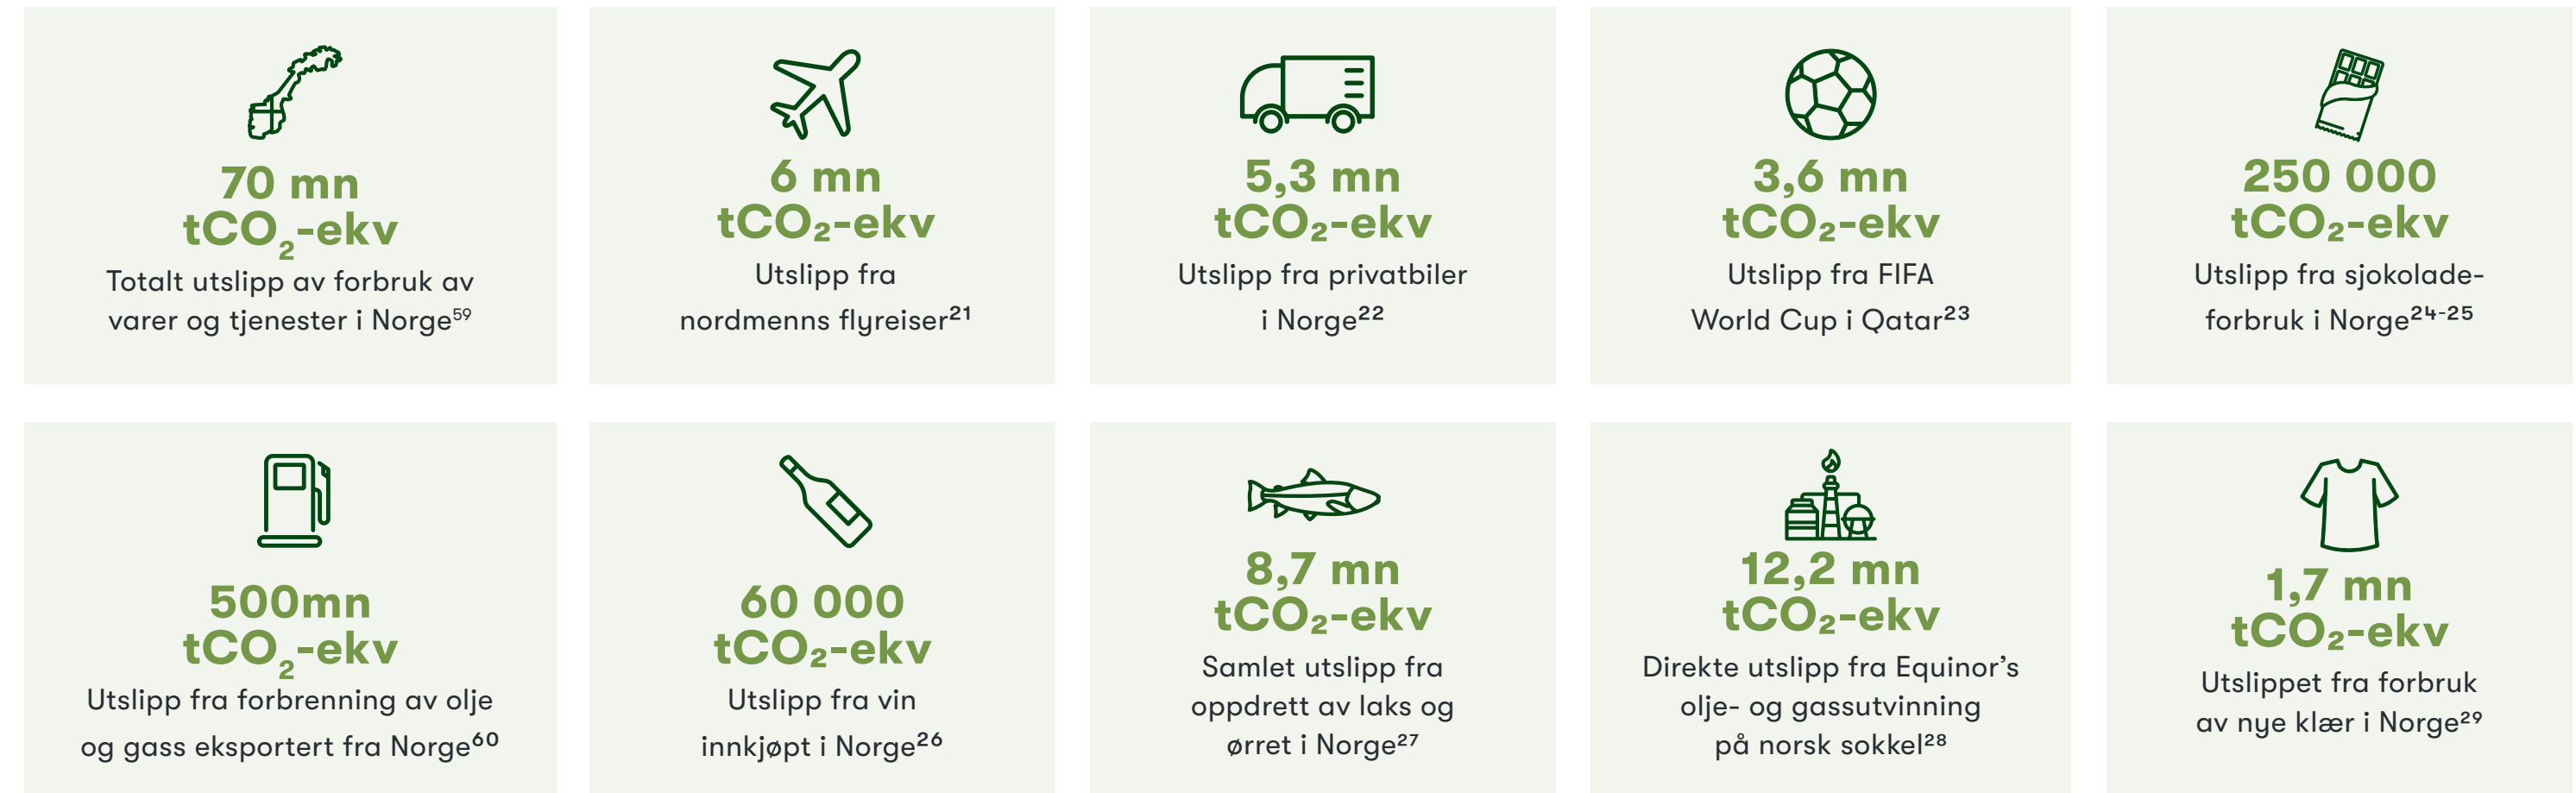 70 mn
tCO₂-ekv
Totalt utslipp av forbruk av
varer og tjenester i Norge⁵⁹
6 mn
tCO₂-ekv
Utslipp fra
nordmenns flyreiser²¹
5,3 mn
tCO₂-ekv
Utslipp fra privatbiler
i Norge²²
3,6 mn
tCO₂-ekv
Utslipp fra FIFA
World Cup i Qatar²³
250 000
tCO₂-ekv
Utslipp fra sjokolade-
forbruk i Norge²⁴⁻²⁵
500mn
tCO₂-ekv
Utslipp fra forbrenning av olje
og gass eksportert fra Norge⁶⁰
60 000
tCO₂-ekv
Utslipp fra vin
innkjøpt i Norge²⁶
8,7 mn
tCO₂-ekv
Samlet utslipp fra
oppdrett av laks og
ørret i Norge²⁷
12,2 mn
tCO₂-ekv
Direkte utslipp fra Equinor’s
olje- og gassutvinning
på norsk sokkel²⁸
1,7 mn
tCO₂-ekv
Utslippet fra forbruk
av nye klær i Norge²⁹